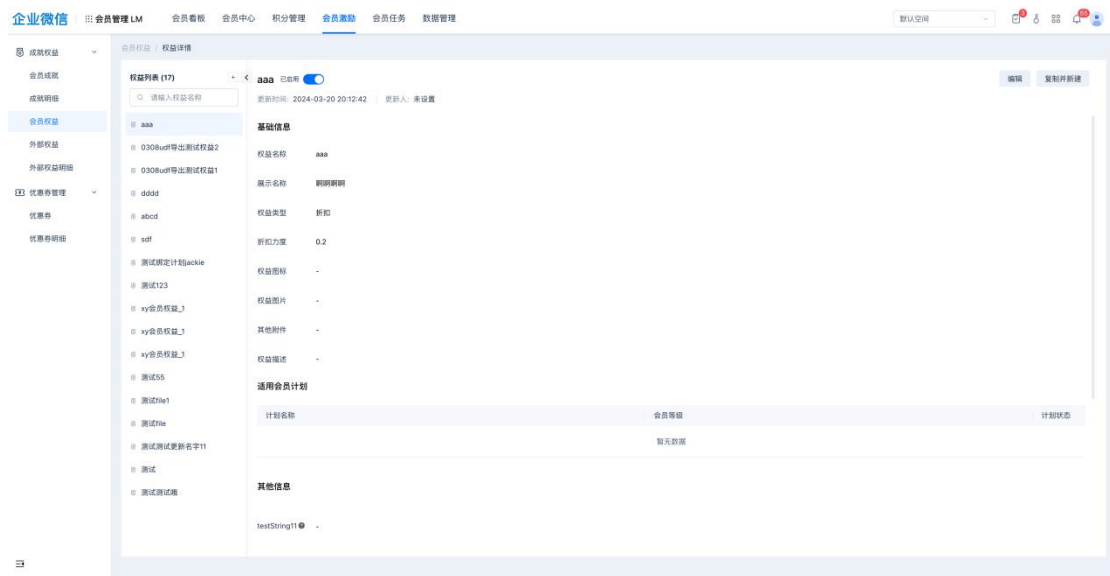 企业微信 会员管理 LM 会员看板 会员中心 积分管理 会员激励 会员任务 数据管理 默认空间 3 66
成就权益
会员成就
成就明细
会员权益
外部权益
外部权益明细
优惠券管理
优惠券
优惠券明细
会员权益 / 权益详情
权益列表 (17) +
请输入权益名称
aaa
0308udf导出测试权益2
0308udf导出测试权益1
dddd
abcd
sdf
测试绑定计划jackie
测试123
xy会员权益_1
xy会员权益_1
xy会员权益_1
测试55
测试file1
测试file
测试测试更新名字11
测试
测试测试哦
aaa 已启用 编辑 复制并新建
更新时间: 2024-03-20 20:12:42 更新人: 未设置
基础信息
权益名称 aaa
展示名称 啊啊啊啊
权益类型 折扣
折扣力度 0.2
权益图标 -
权益图片 -
其他附件 -
权益描述 -
适用会员计划
计划名称 会员等级 计划状态
暂无数据
其他信息
testString11 -